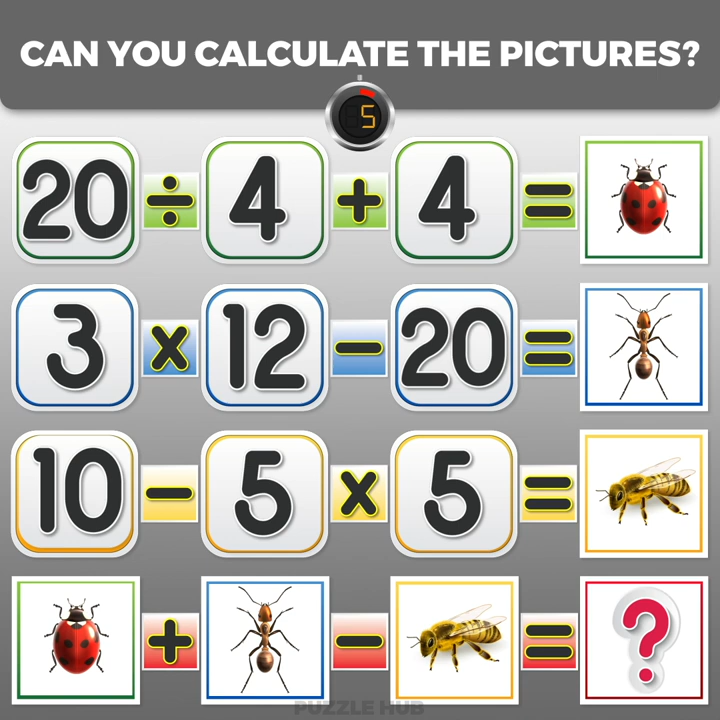 CAN YOU CALCULATE THE PICTURES?
5
20 ÷ 4 + 4 =
3 x 12 - 20 =
10 - 5 x 5 =
+ - = ?
PUZZLE HUB